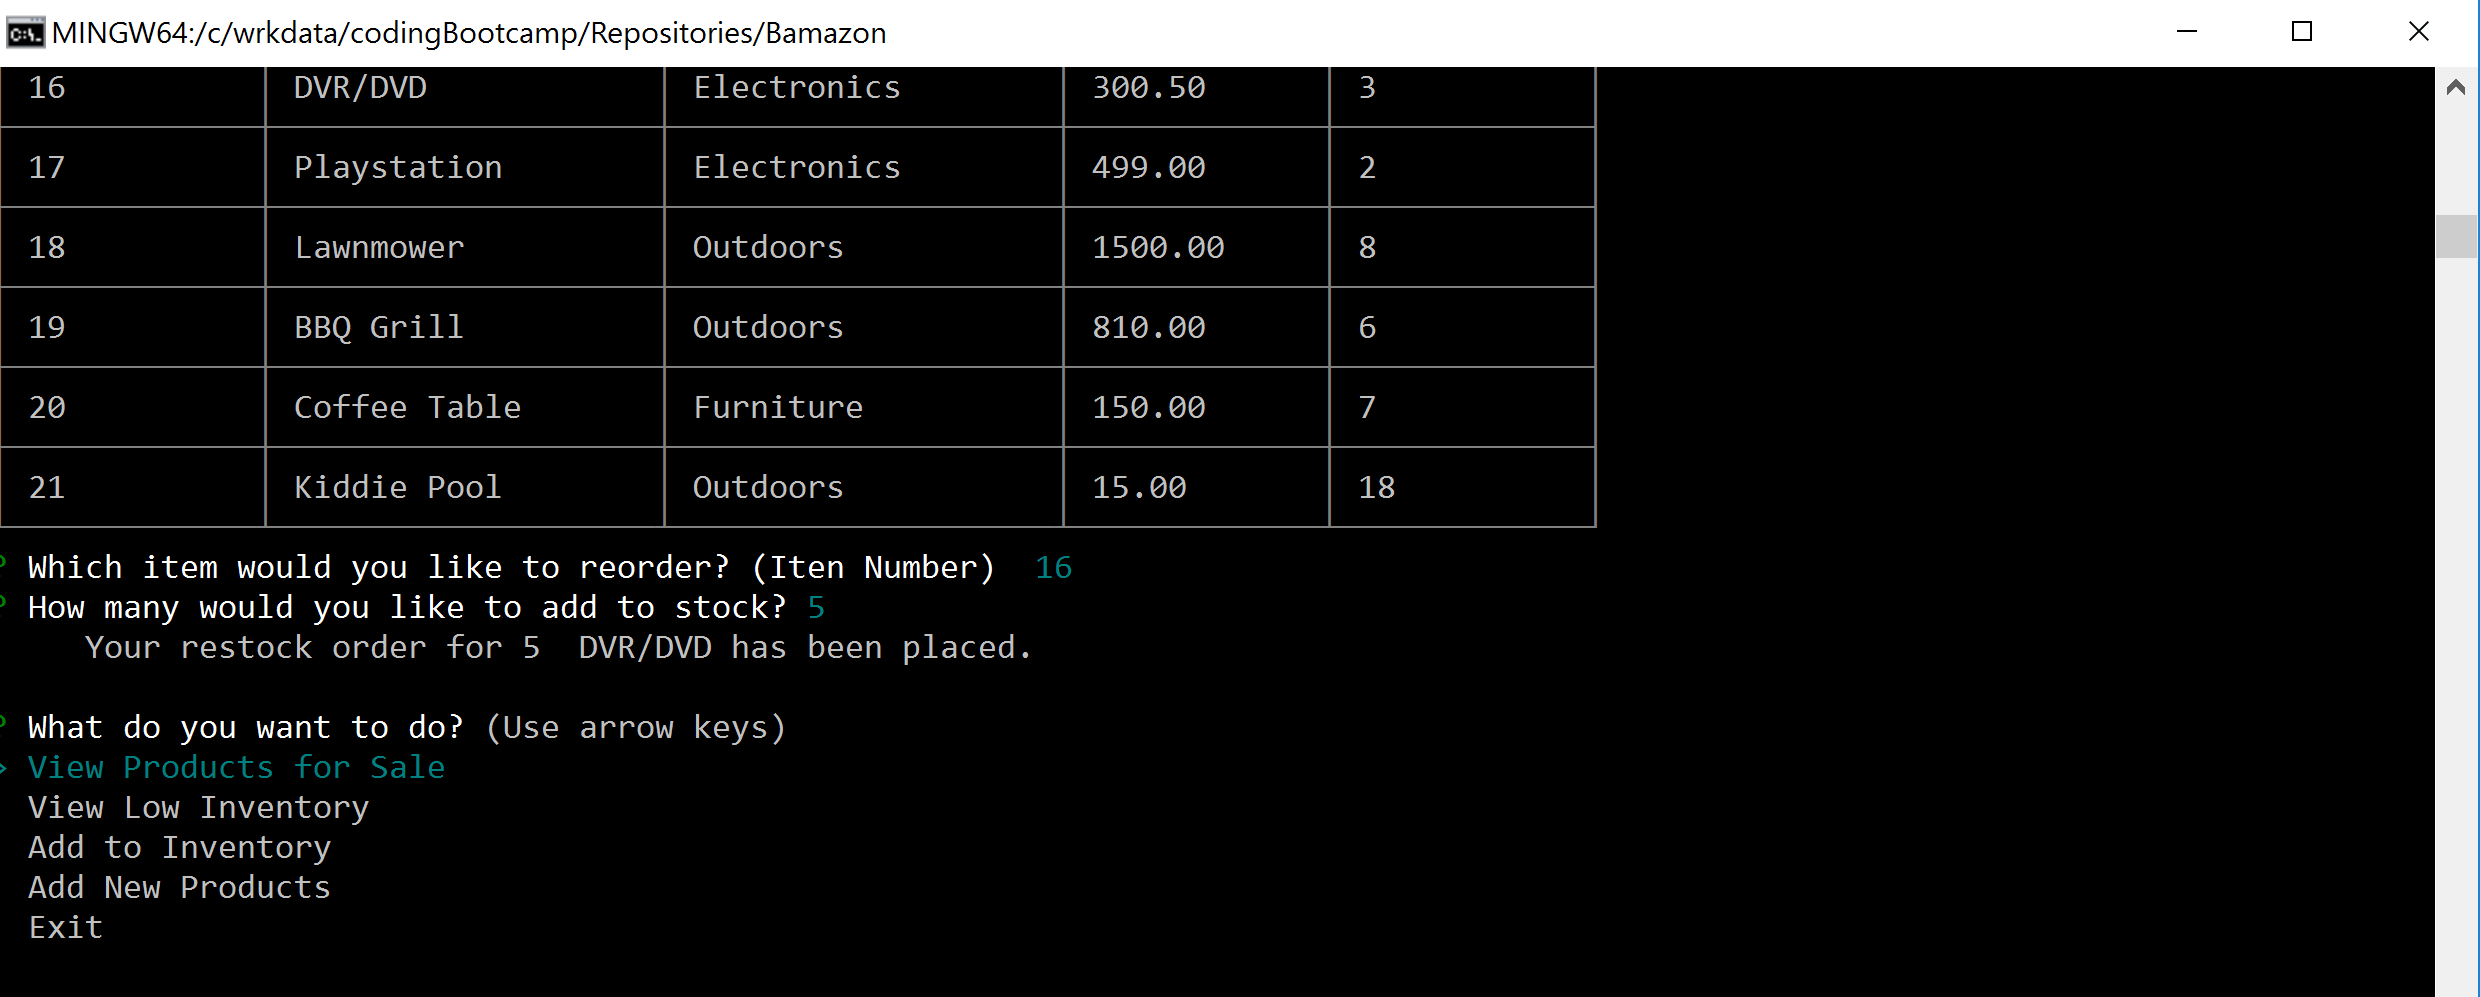 MINGW64:/c/wrkdata/codingBootcamp/Repositories/Bamazon
16 DVR/DVD Electronics 300.50 3
17 Playstation Electronics 499.00 2
18 Lawnmower Outdoors 1500.00 8
19 BBQ Grill Outdoors 810.00 6
20 Coffee Table Furniture 150.00 7
21 Kiddie Pool Outdoors 15.00 18
? Which item would you like to reorder? (Iten Number)  16
? How many would you like to add to stock? 5
Your restock order for 5  DVR/DVD has been placed.
? What do you want to do? (Use arrow keys)
> View Products for Sale
View Low Inventory
Add to Inventory
Add New Products
Exit